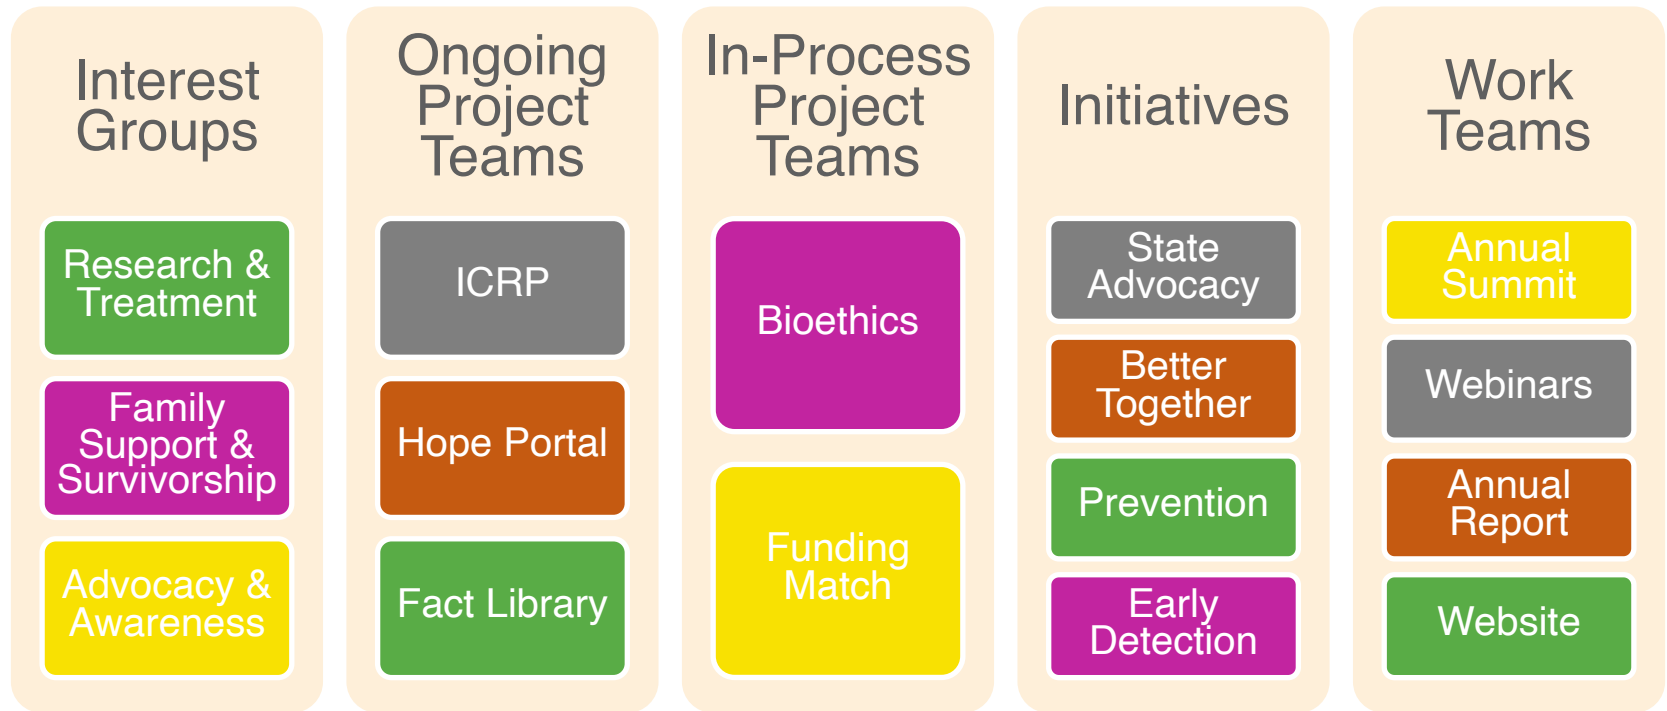 Interest
Groups
Research &
Treatment
Family
Support &
Survivorship
Advocacy &
Awareness
Ongoing
Project
Teams
ICRP
Hope Portal
Fact Library
In-Process
Project
Teams
Bioethics
Funding
Match
Initiatives
State
Advocacy
Better
Together
Prevention
Early
Detection
Work
Teams
Annual
Summit
Webinars
Annual
Report
Website